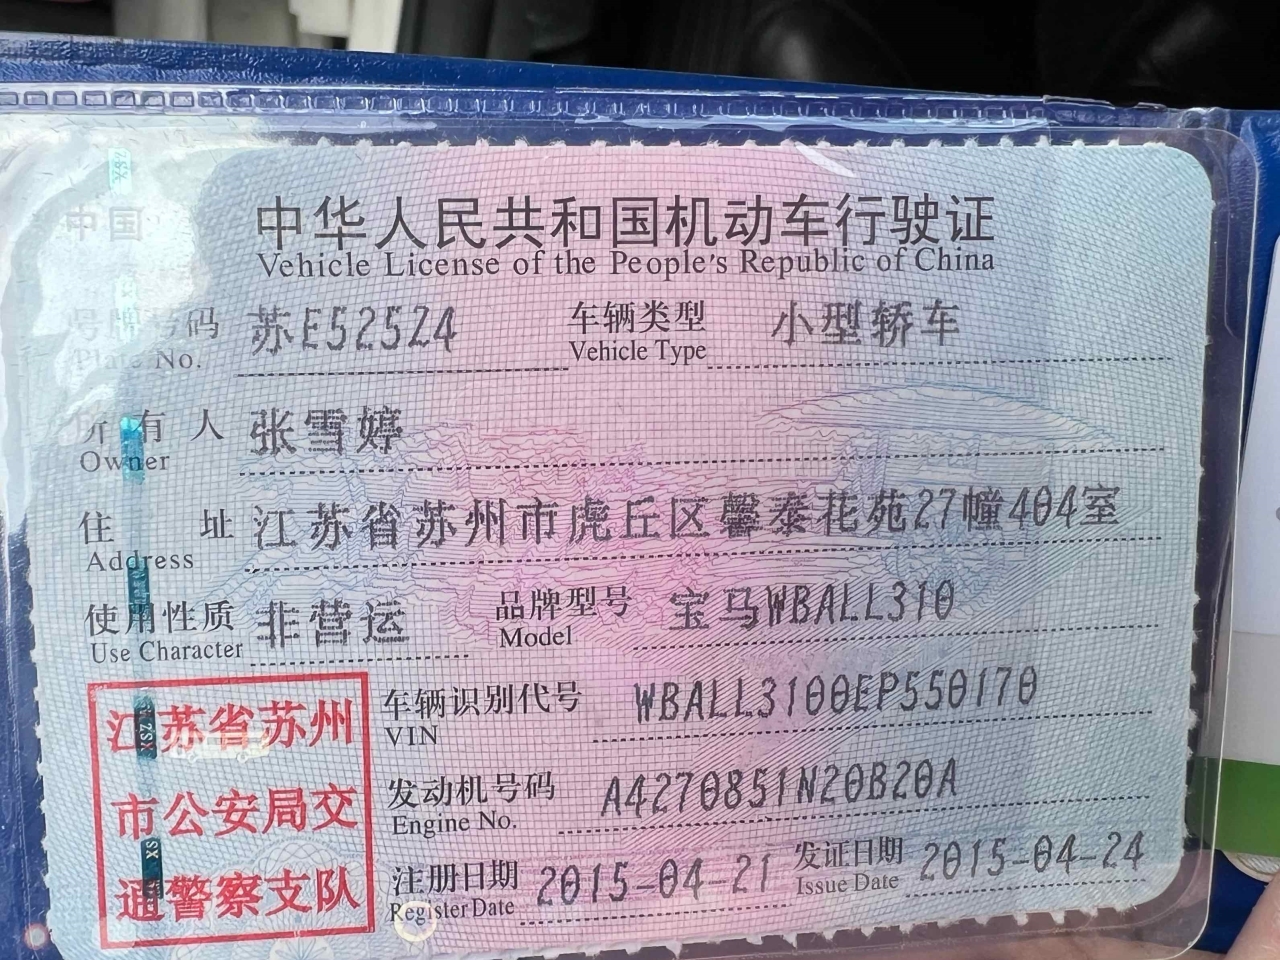 中华人民共和国机动车行驶证
Vehicle License of the People's Republic of China
号牌号码 苏E525Z4 车辆类型 小型轿车
Plate No. Vehicle Type
所有人 张雪婷
Owner
住址 江苏省苏州市虎丘区馨泰花苑27幢404室
Address
使用性质 非营运 品牌型号 宝马WBALL310
Use Character Model
江苏省苏州 车辆识别代号 WBALL3100EP550170
VIN
市公安局交 发动机号码 A4270851N20B20A
Engine No.
通警察支队 注册日期 2015-04-21 发证日期 2015-04-24
Register Date Issue Date